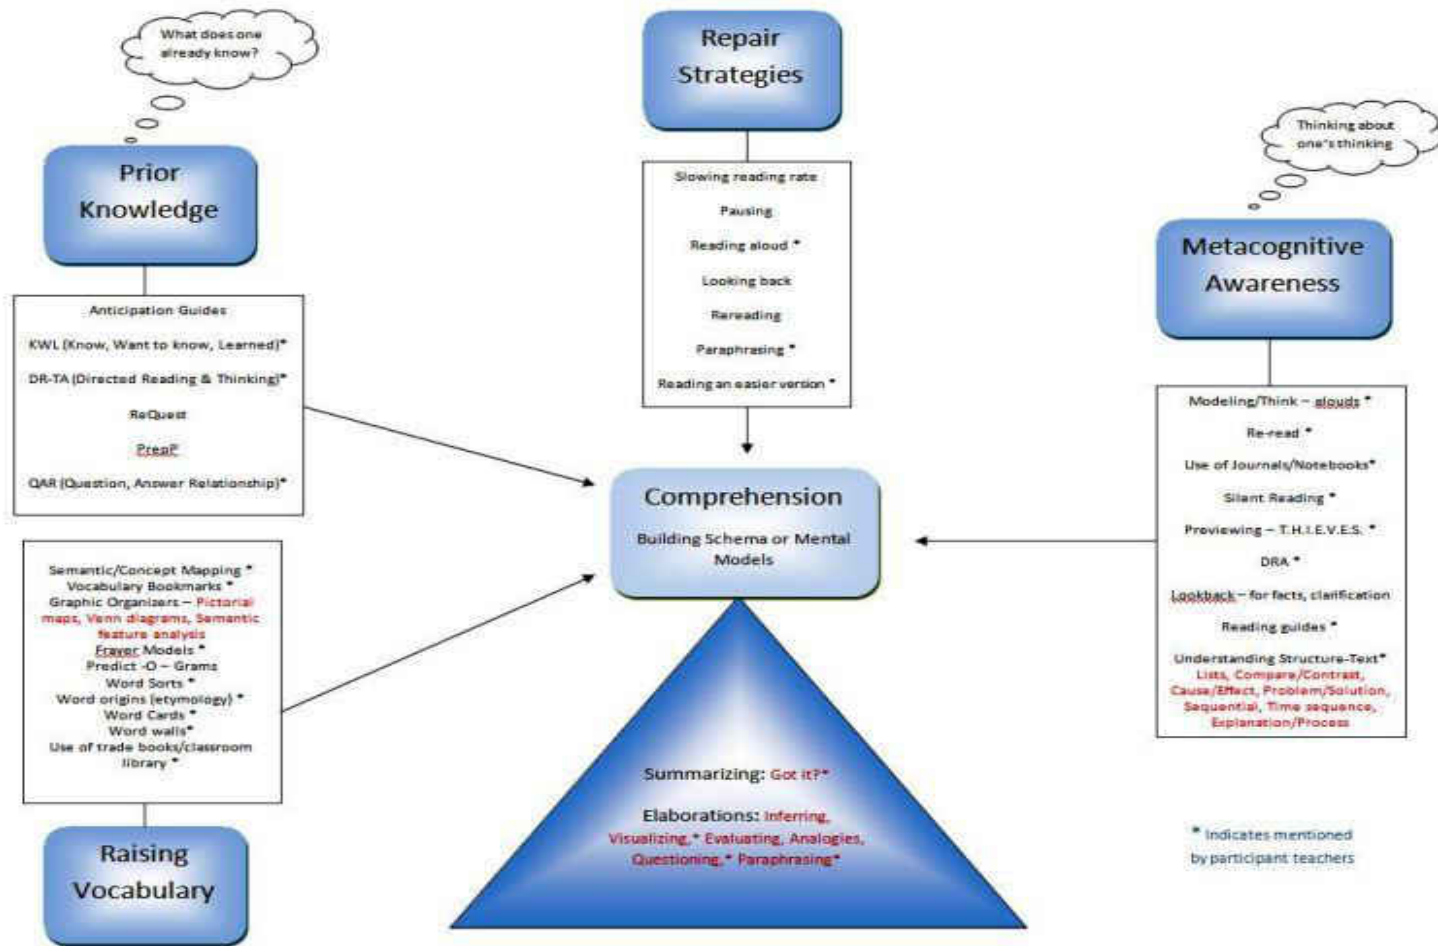 What does one
already know?
Prior
Knowledge
Anticipation Guides
KWL (Know, Want to know, Learned)*
DR-TA (Directed Reading & Thinking)*
ReQuest
PrepP
QAR (Question, Answer Relationship)*
Semantic/Concept Mapping *
Vocabulary Bookmarks *
Graphic Organizers – Pictorial
maps, Venn diagrams, Semantic
feature analysis
Frayer Models *
Predict -O – Grams
Word Sorts *
Word origins (etymology) *
Word Cards *
Word walls*
Use of trade books/classroom
library *
Raising
Vocabulary
Repair
Strategies
Slowing reading rate
Pausing
Reading aloud *
Looking back
Rereading
Paraphrasing *
Reading an easier version *
Comprehension
Building Schema or Mental
Models
Summarizing: Got it?*
Elaborations: Inferring,
Visualizing,* Evaluating, Analogies,
Questioning,* Paraphrasing*
Thinking about
one's thinking
Metacognitive
Awareness
Modeling/Think – alouds *
Re-read *
Use of Journals/Notebooks*
Silent Reading *
Previewing – T.H.I.E.V.E.S. *
DRA *
Lookback – for facts, clarification
Reading guides *
Understanding Structure-Text*
Lists, Compare/Contrast,
Cause/Effect, Problem/Solution,
Sequential, Time sequence,
Explanation/Process
* Indicates mentioned
by participant teachers